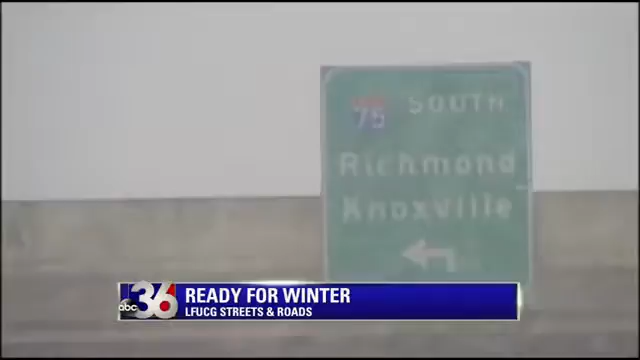 75 SOUTH
Richmond
Knoxville
abc 36
READY FOR WINTER
LFUCG STREETS & ROADS